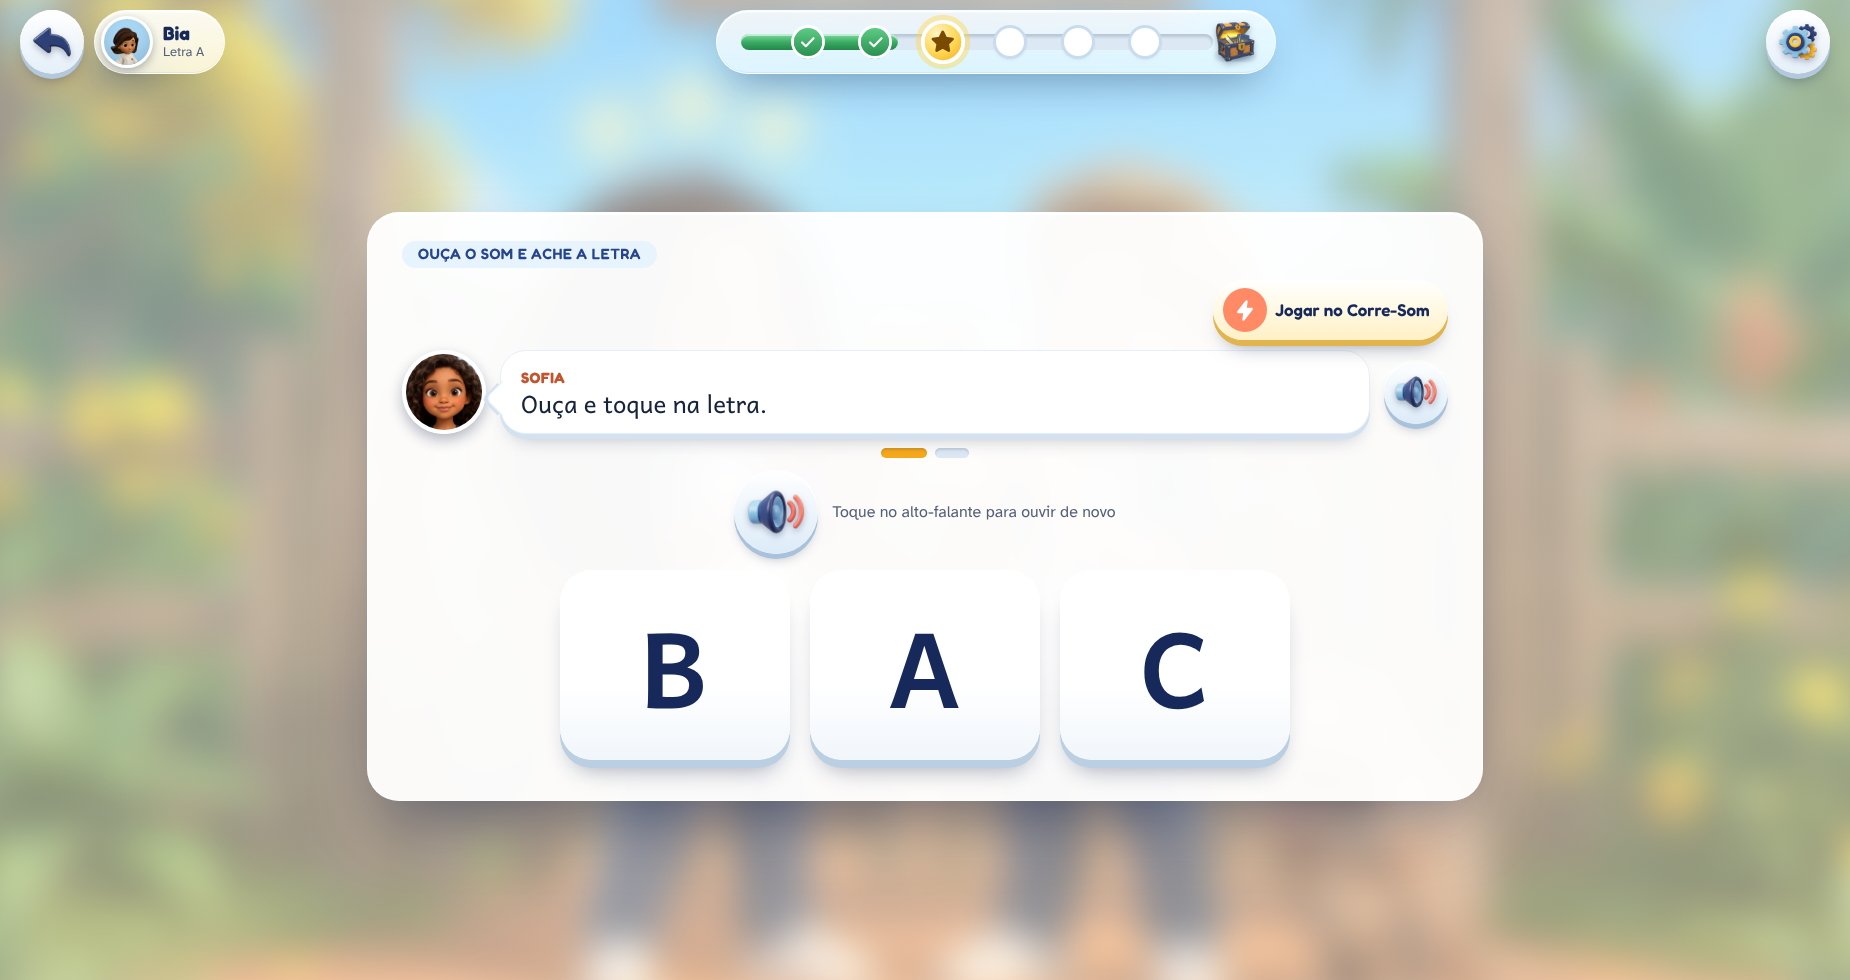 Bia
Letra A
OUÇA O SOM E ACHE A LETRA
Jogar no Corre-Som
SOFIA
Ouça e toque na letra.
Toque no alto-falante para ouvir de novo
B A C